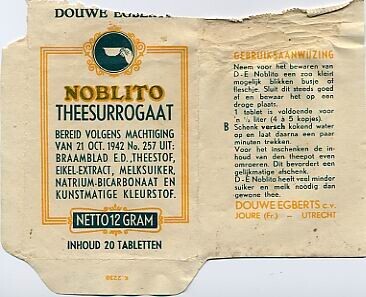 DOUWE EGBERTS
NOBLITO
THEESURROGAAT
BEREID VOLGENS MACHTIGING
VAN 21 OCT. 1942 No. 257 UIT:
BRAAMBLAD E.D., THEESTOF,
EIKEL-EXTRACT, MELKSUIKER,
NATRIUM-BICARBONAAT EN
KUNSTMATIGE KLEURSTOF.
NETTO 12 GRAM
INHOUD 20 TABLETTEN
K 2238
GEBRUIKSAANWIJZING
Neem voor het bewaren van
D-E Noblito een zoo klein
mogelijk blikken busje of
fleschje. Sluit dit steeds goed
af en bewaar het op een
droge plaats.
1 tablet is voldoende voor
liter (4 à 5 kopjes).
B Schenk versch kokend water
op en laat daarna een paar
minuten trekken.
Voor het inschenken de in-
houd van den theepot even
omroeren. Dit bevordert een
gelijkmatige afschenk.
D-E Noblito heeft veel minder
suiker en melk noodig dan
gewone thee.
DOUWE EGBERTS C.V.
JOURE (Fr.) — UTRECHT